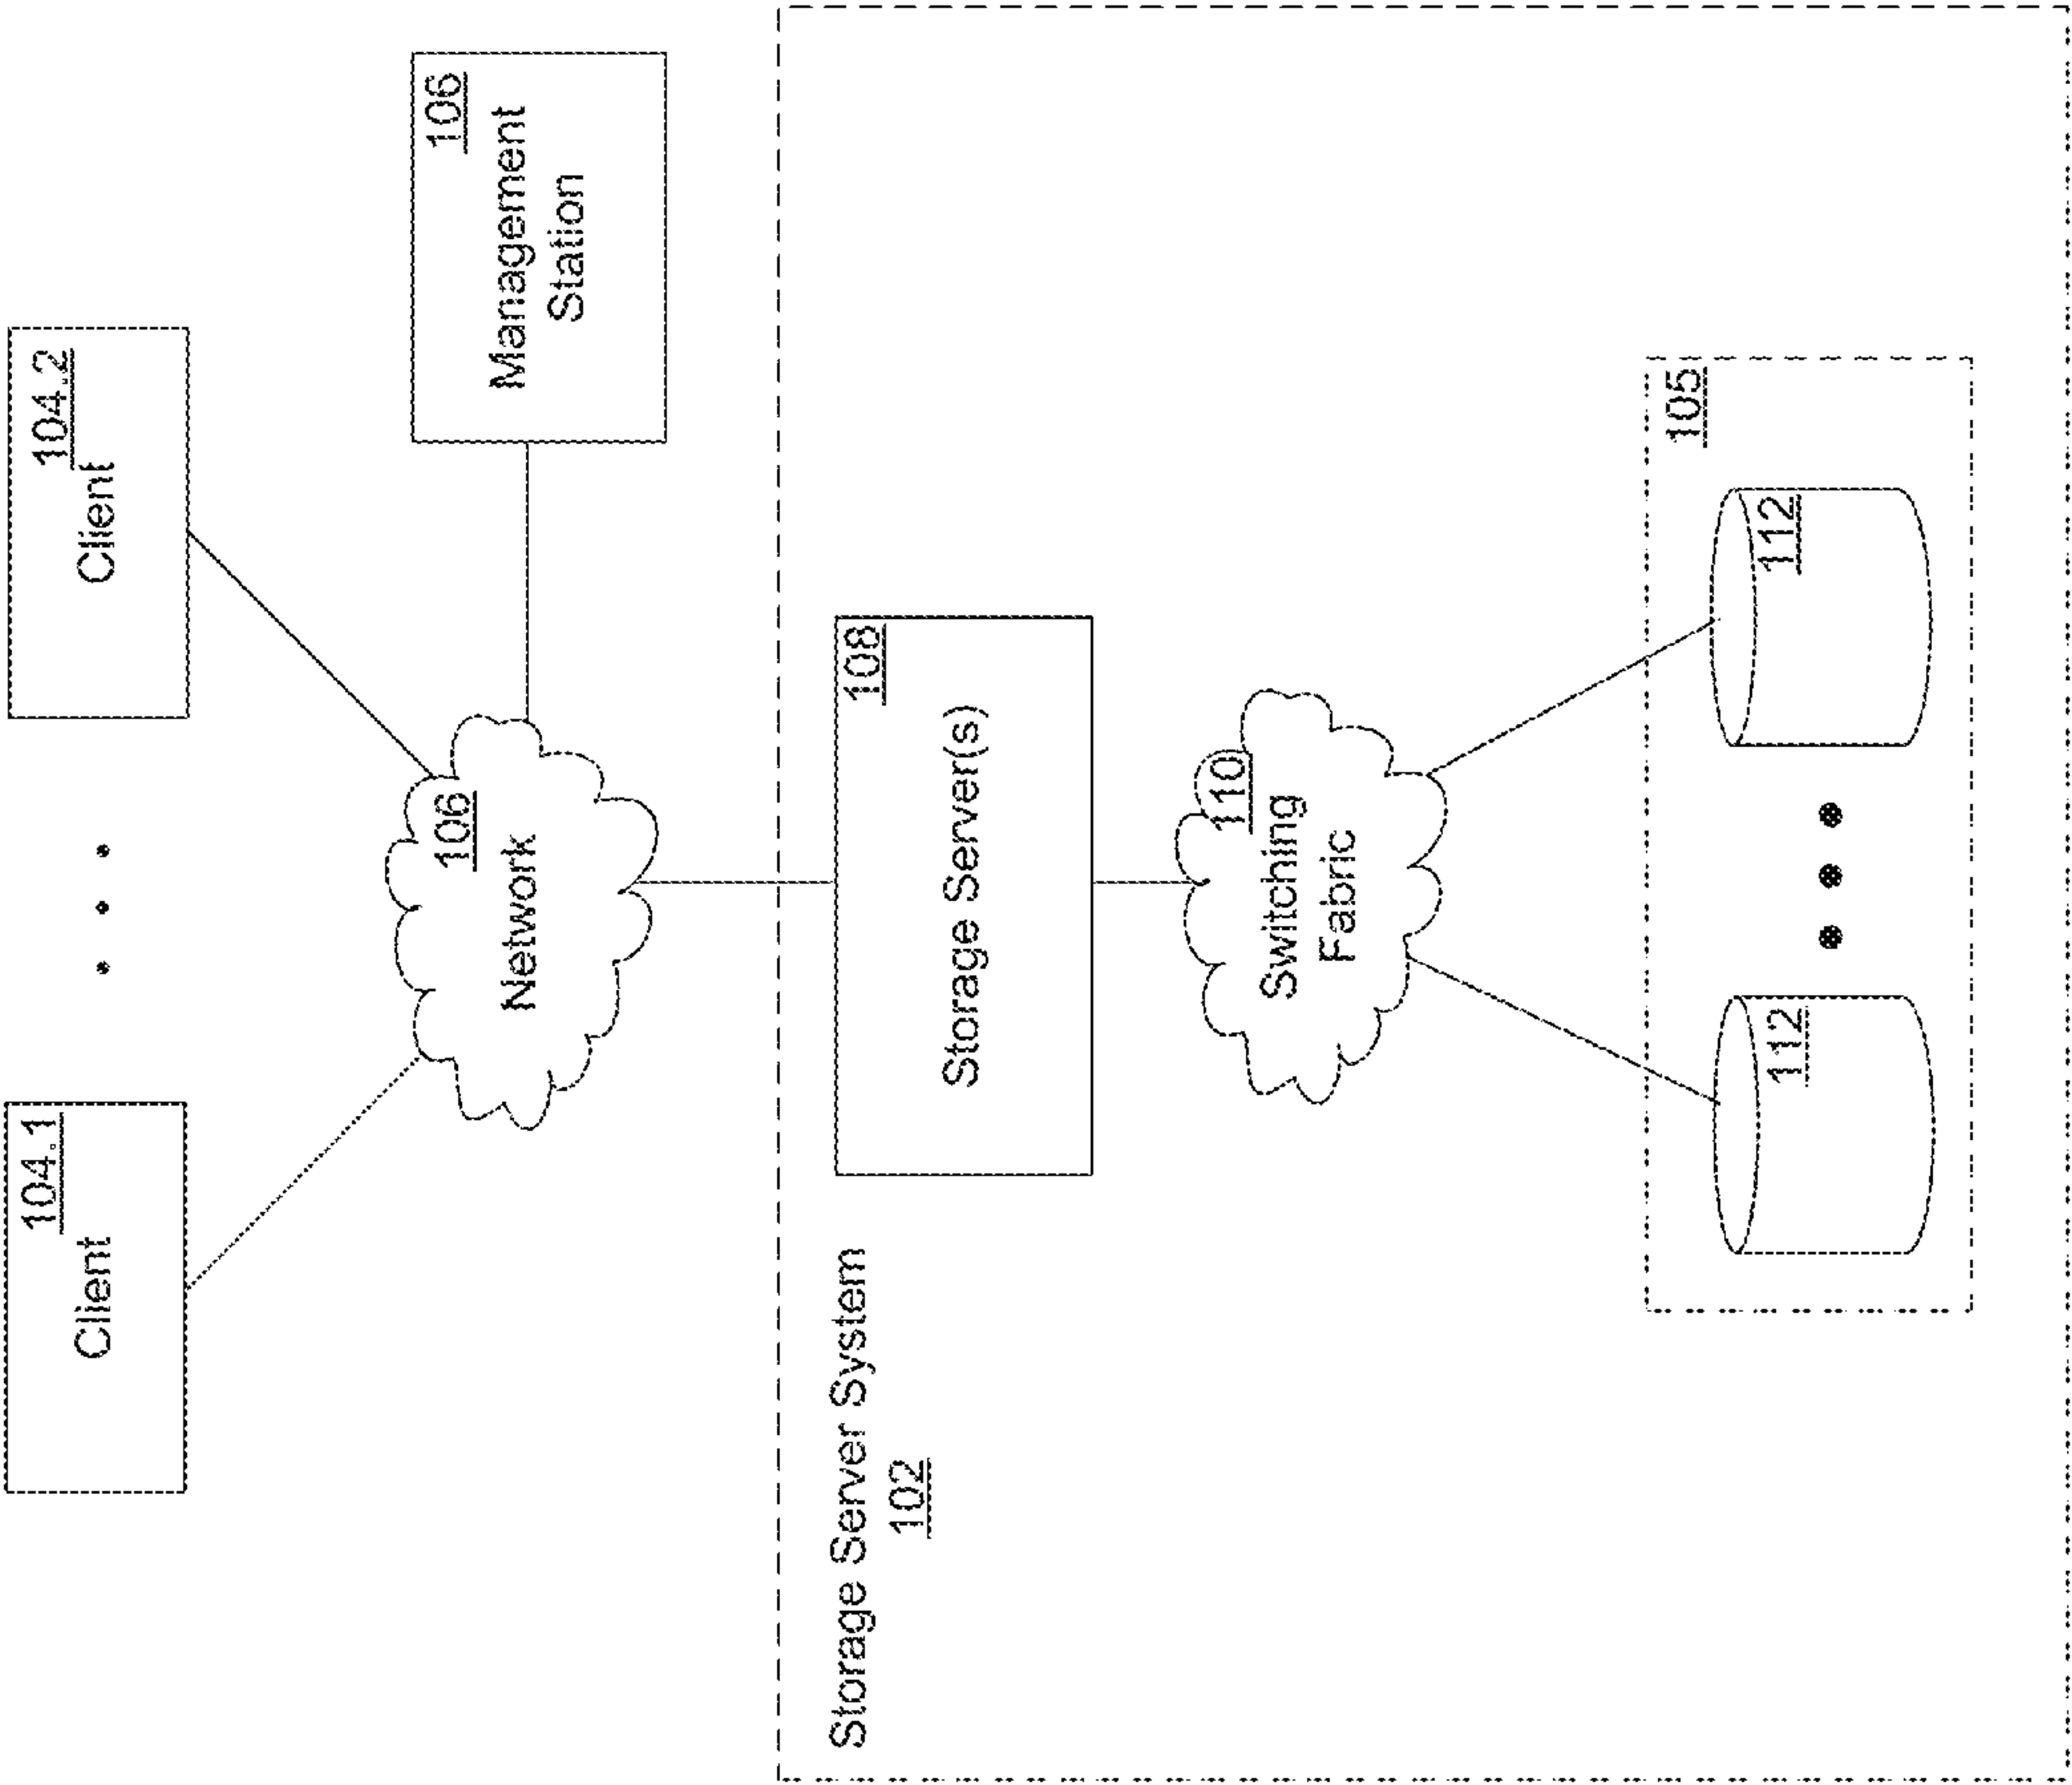 104.1
Client
104.2
Client
106
Network
106
Management
Station
Storage Server System
102
108
Storage Server(s)
110
Switching
Fabric
105
112
112